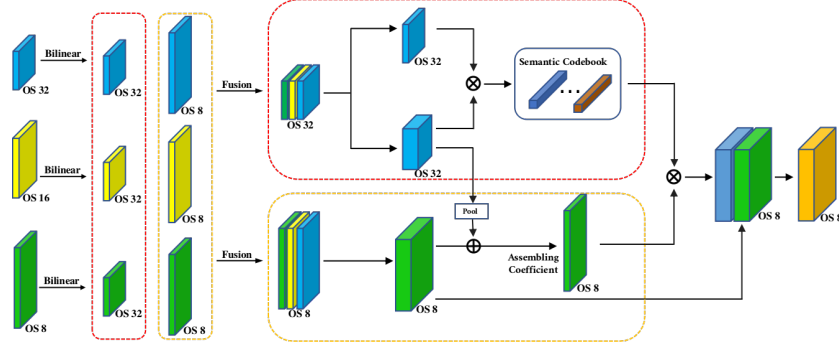 Bilinear
OS 32
OS 32
OS 8
Fusion
OS 32
OS 32
Semantic Codebook
...
OS 32
Bilinear
OS 16
OS 32
OS 8
Pool
OS 8
OS 8
Bilinear
OS 32
OS 8
OS 8
Fusion
OS 8
OS 8
Assembling
Coefficient
OS 8